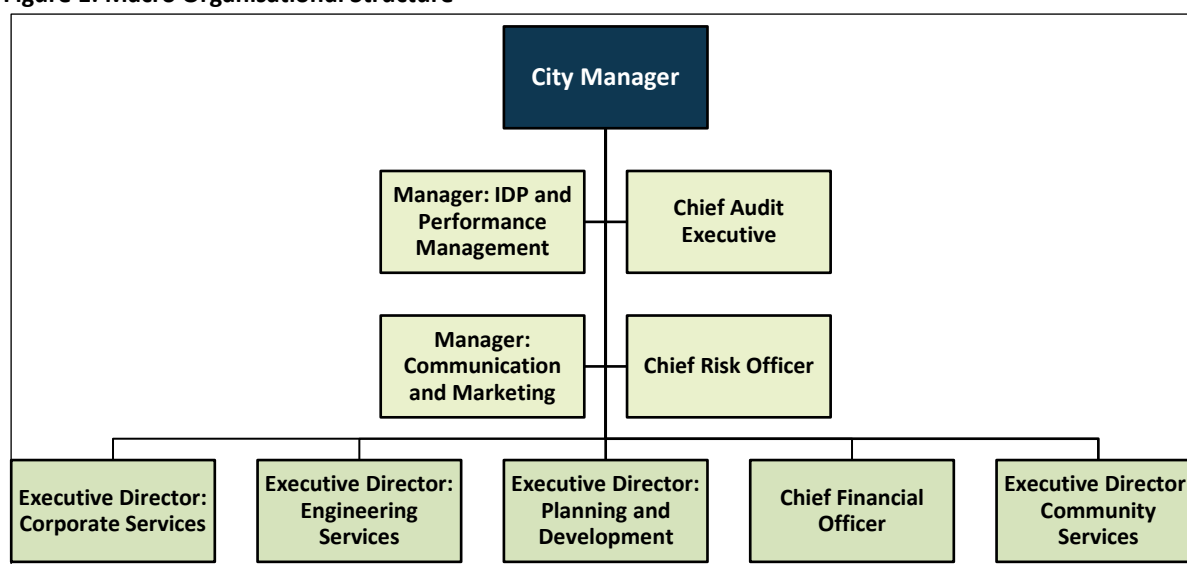 City Manager
Manager: IDP and
Performance
Management
Chief Audit
Executive
Manager:
Communication
and Marketing
Chief Risk Officer
Executive Director:
Corporate Services
Executive Director:
Engineering
Services
Executive Director:
Planning and
Development
Chief Financial
Officer
Executive Director
Community
Services